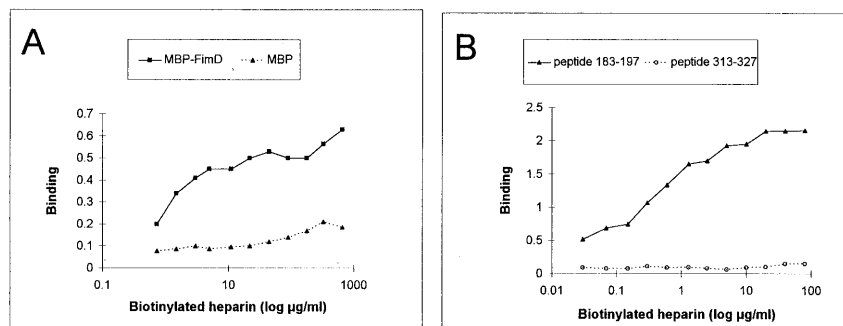 A
MBP-FimD MBP
0.7
0.6
0.5
0.4
0.3
0.2
0.1
0
Binding
0.1 10 1000
Biotinylated heparin (log µg/ml)
B
peptide 183-197 peptide 313-327
2.5
2
1.5
1
0.5
0
Binding
0.01 0.1 1 10 100
Biotinylated heparin (log µg/ml)